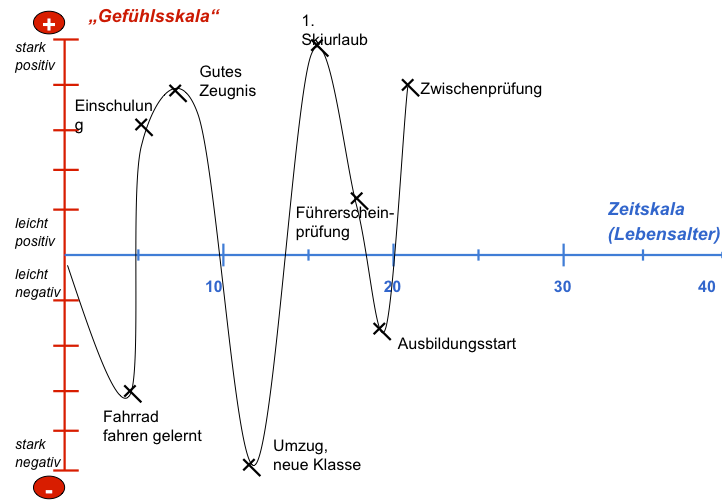 +
„Gefühlsskala“
stark
positiv
1.
Skiurlaub
Gutes
Zeugnis
Einschulun
g
Zwischenprüfung
Führerschein-
prüfung
leicht
positiv
Zeitskala
(Lebensalter)
leicht
negativ
10
20
30
40
Ausbildungsstart
Fahrrad
fahren gelernt
Umzug,
neue Klasse
stark
negativ
-